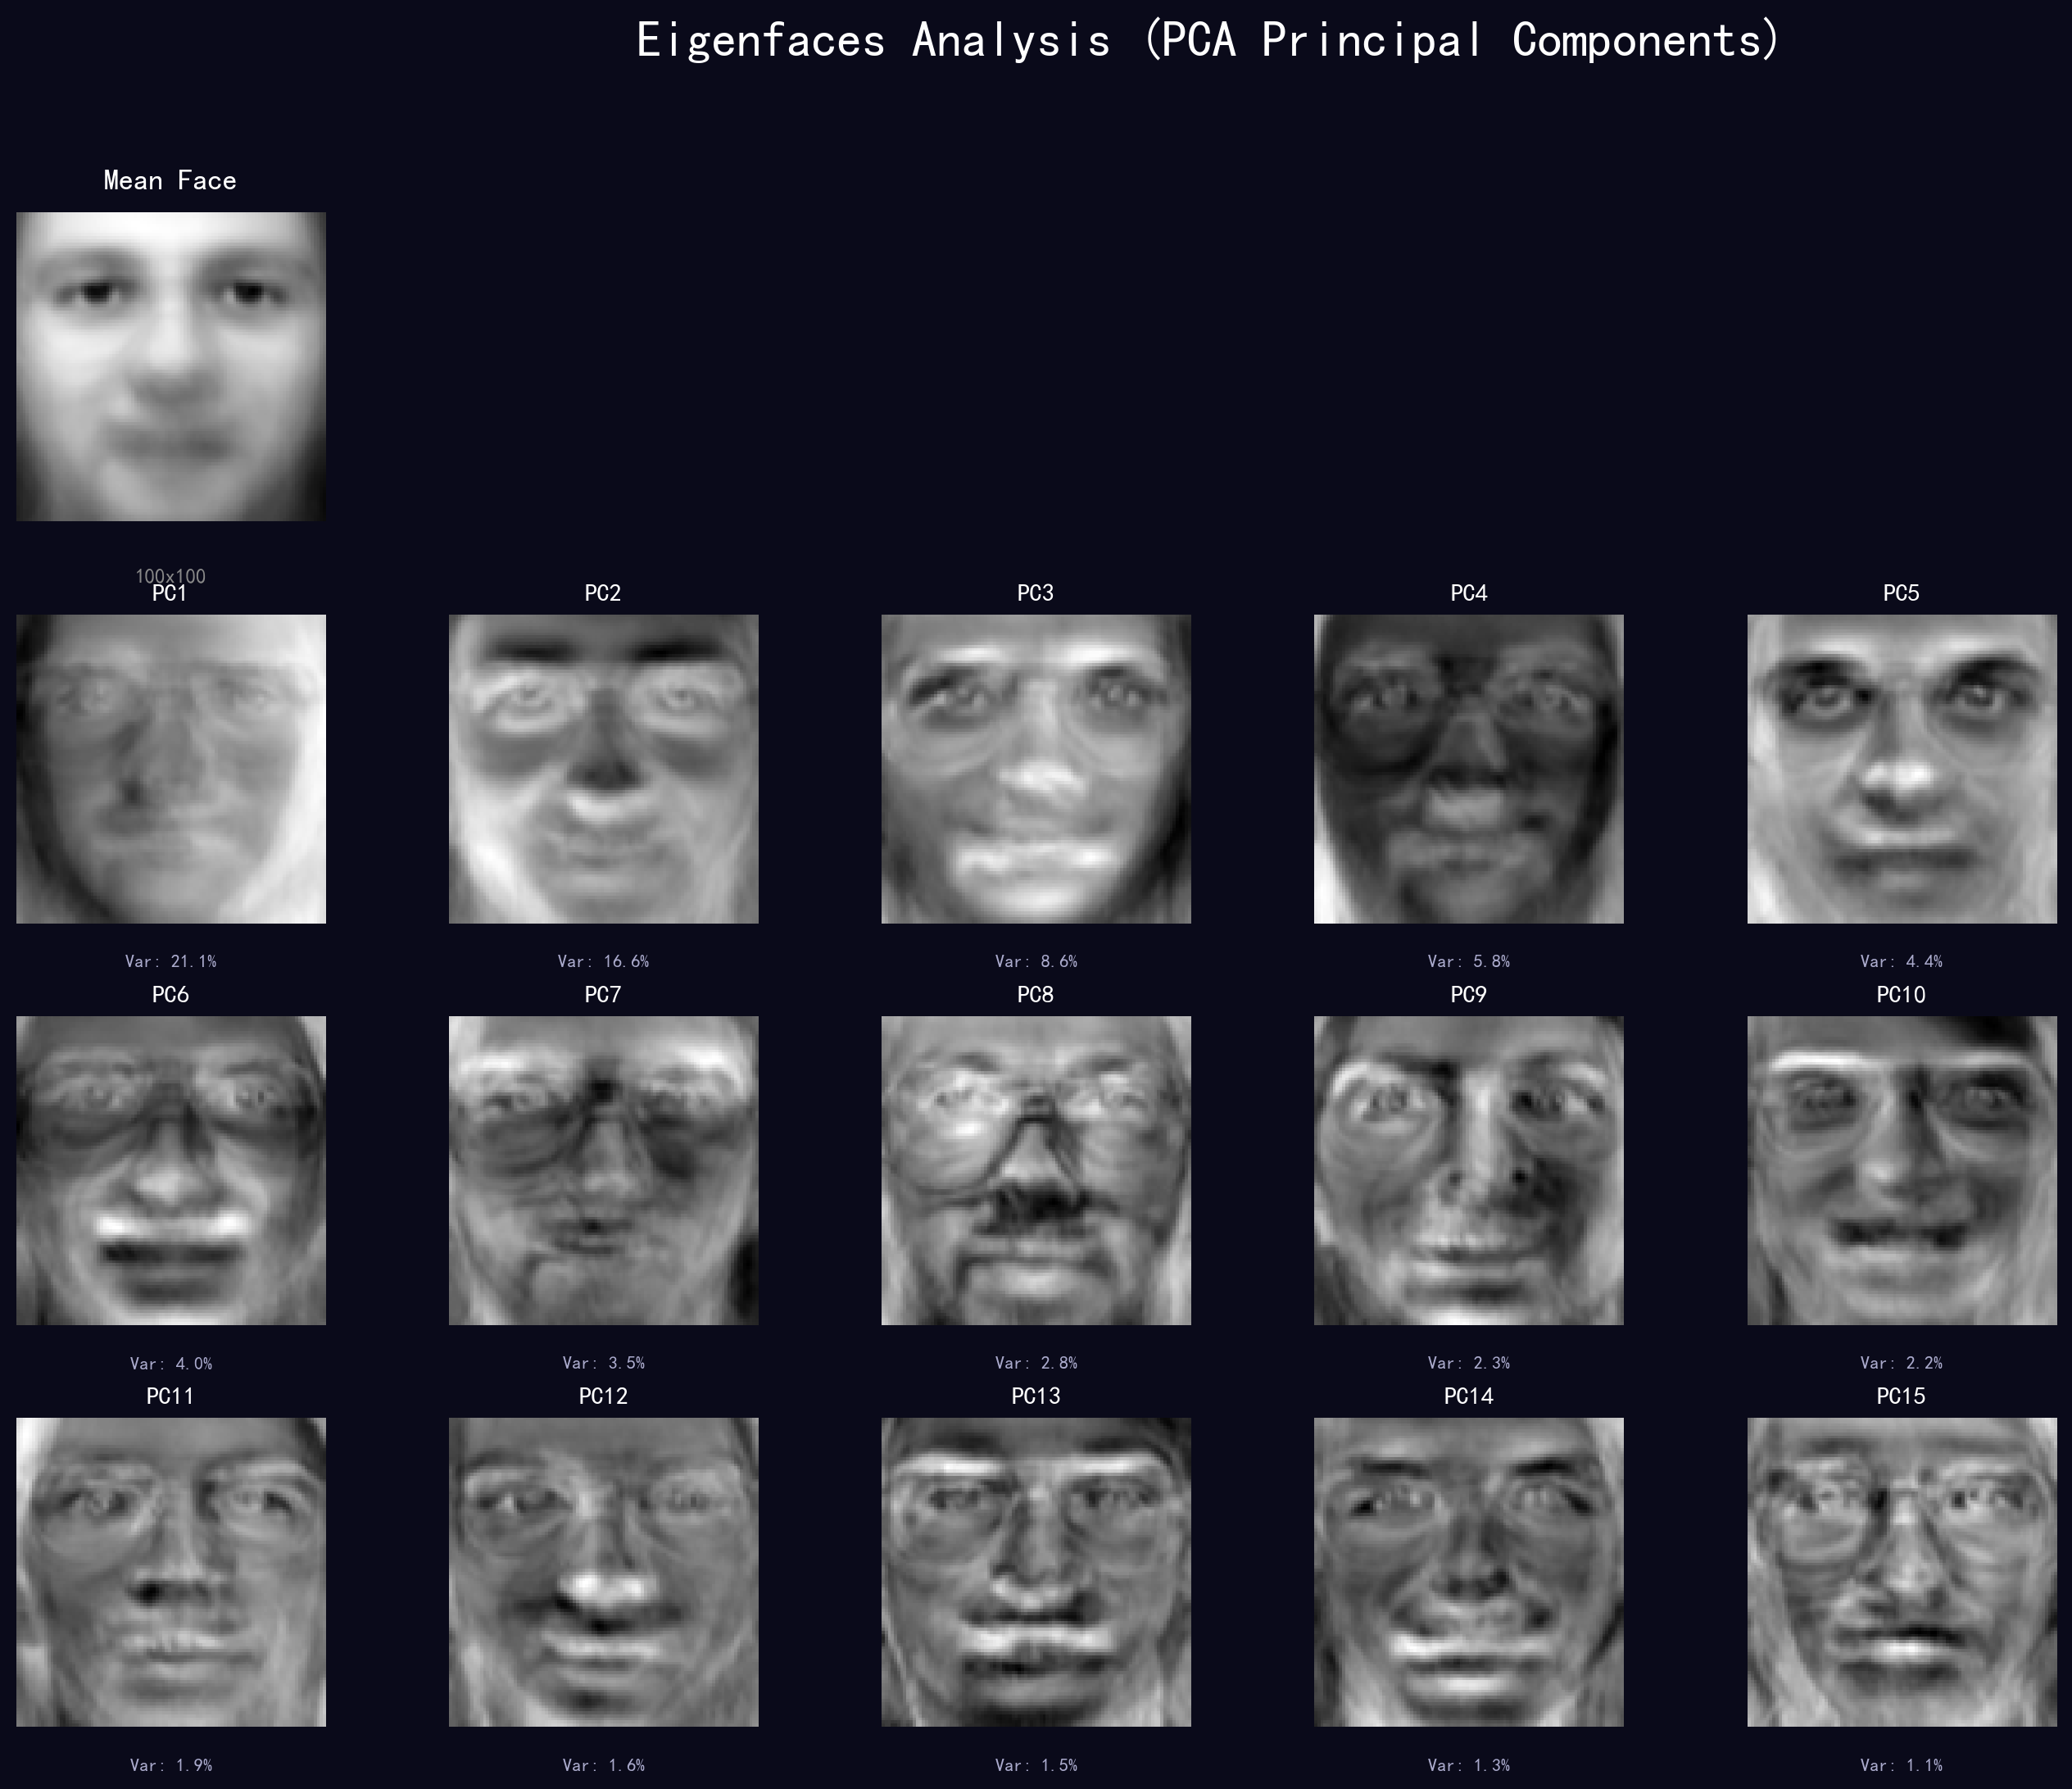 Eigenfaces Analysis (PCA Principal Components)
Mean Face
100x100
PC1 PC2 PC3 PC4 PC5
Var: 21.1% Var: 16.6% Var: 8.6% Var: 5.8% Var: 4.4%
PC6 PC7 PC8 PC9 PC10
Var: 4.0% Var: 3.5% Var: 2.8% Var: 2.3% Var: 2.2%
PC11 PC12 PC13 PC14 PC15
Var: 1.9% Var: 1.6% Var: 1.5% Var: 1.3% Var: 1.1%